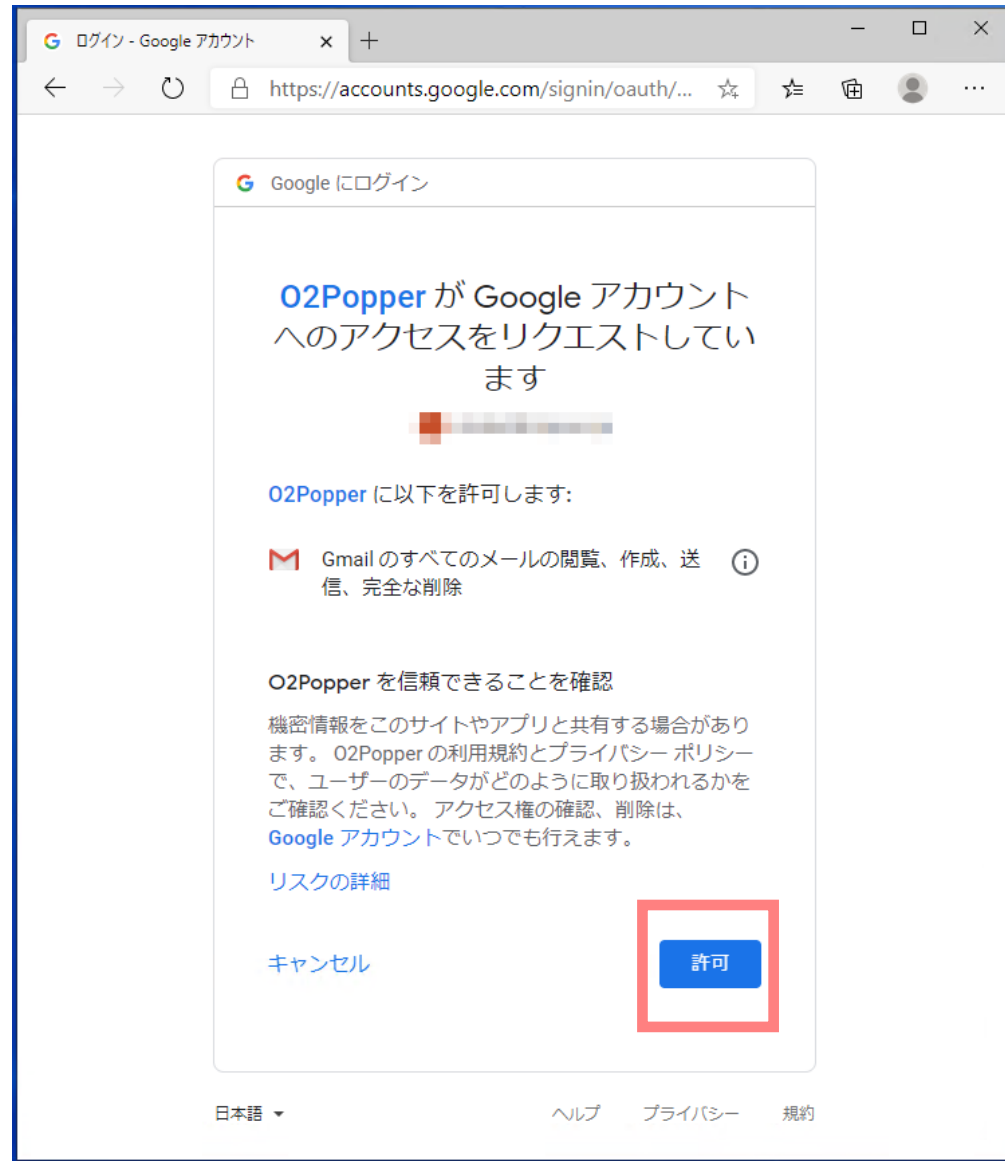 ログイン - Google アカウント
https://accounts.google.com/signin/oauth/...
Google にログイン
O2Popper が Google アカウント
へのアクセスをリクエストしてい
ます
O2Popper に以下を許可します:
Gmail のすべてのメールの閲覧、作成、送
信、完全な削除
O2Popper を信頼できることを確認
機密情報をこのサイトやアプリと共有する場合があり
ます。 O2Popper の利用規約とプライバシー ポリシー
で、ユーザーのデータがどのように取り扱われるかを
ご確認ください。 アクセス権の確認、削除は、
Google アカウントでいつでも行えます。
リスクの詳細
キャンセル
許可
日本語
ヘルプ
プライバシー
規約